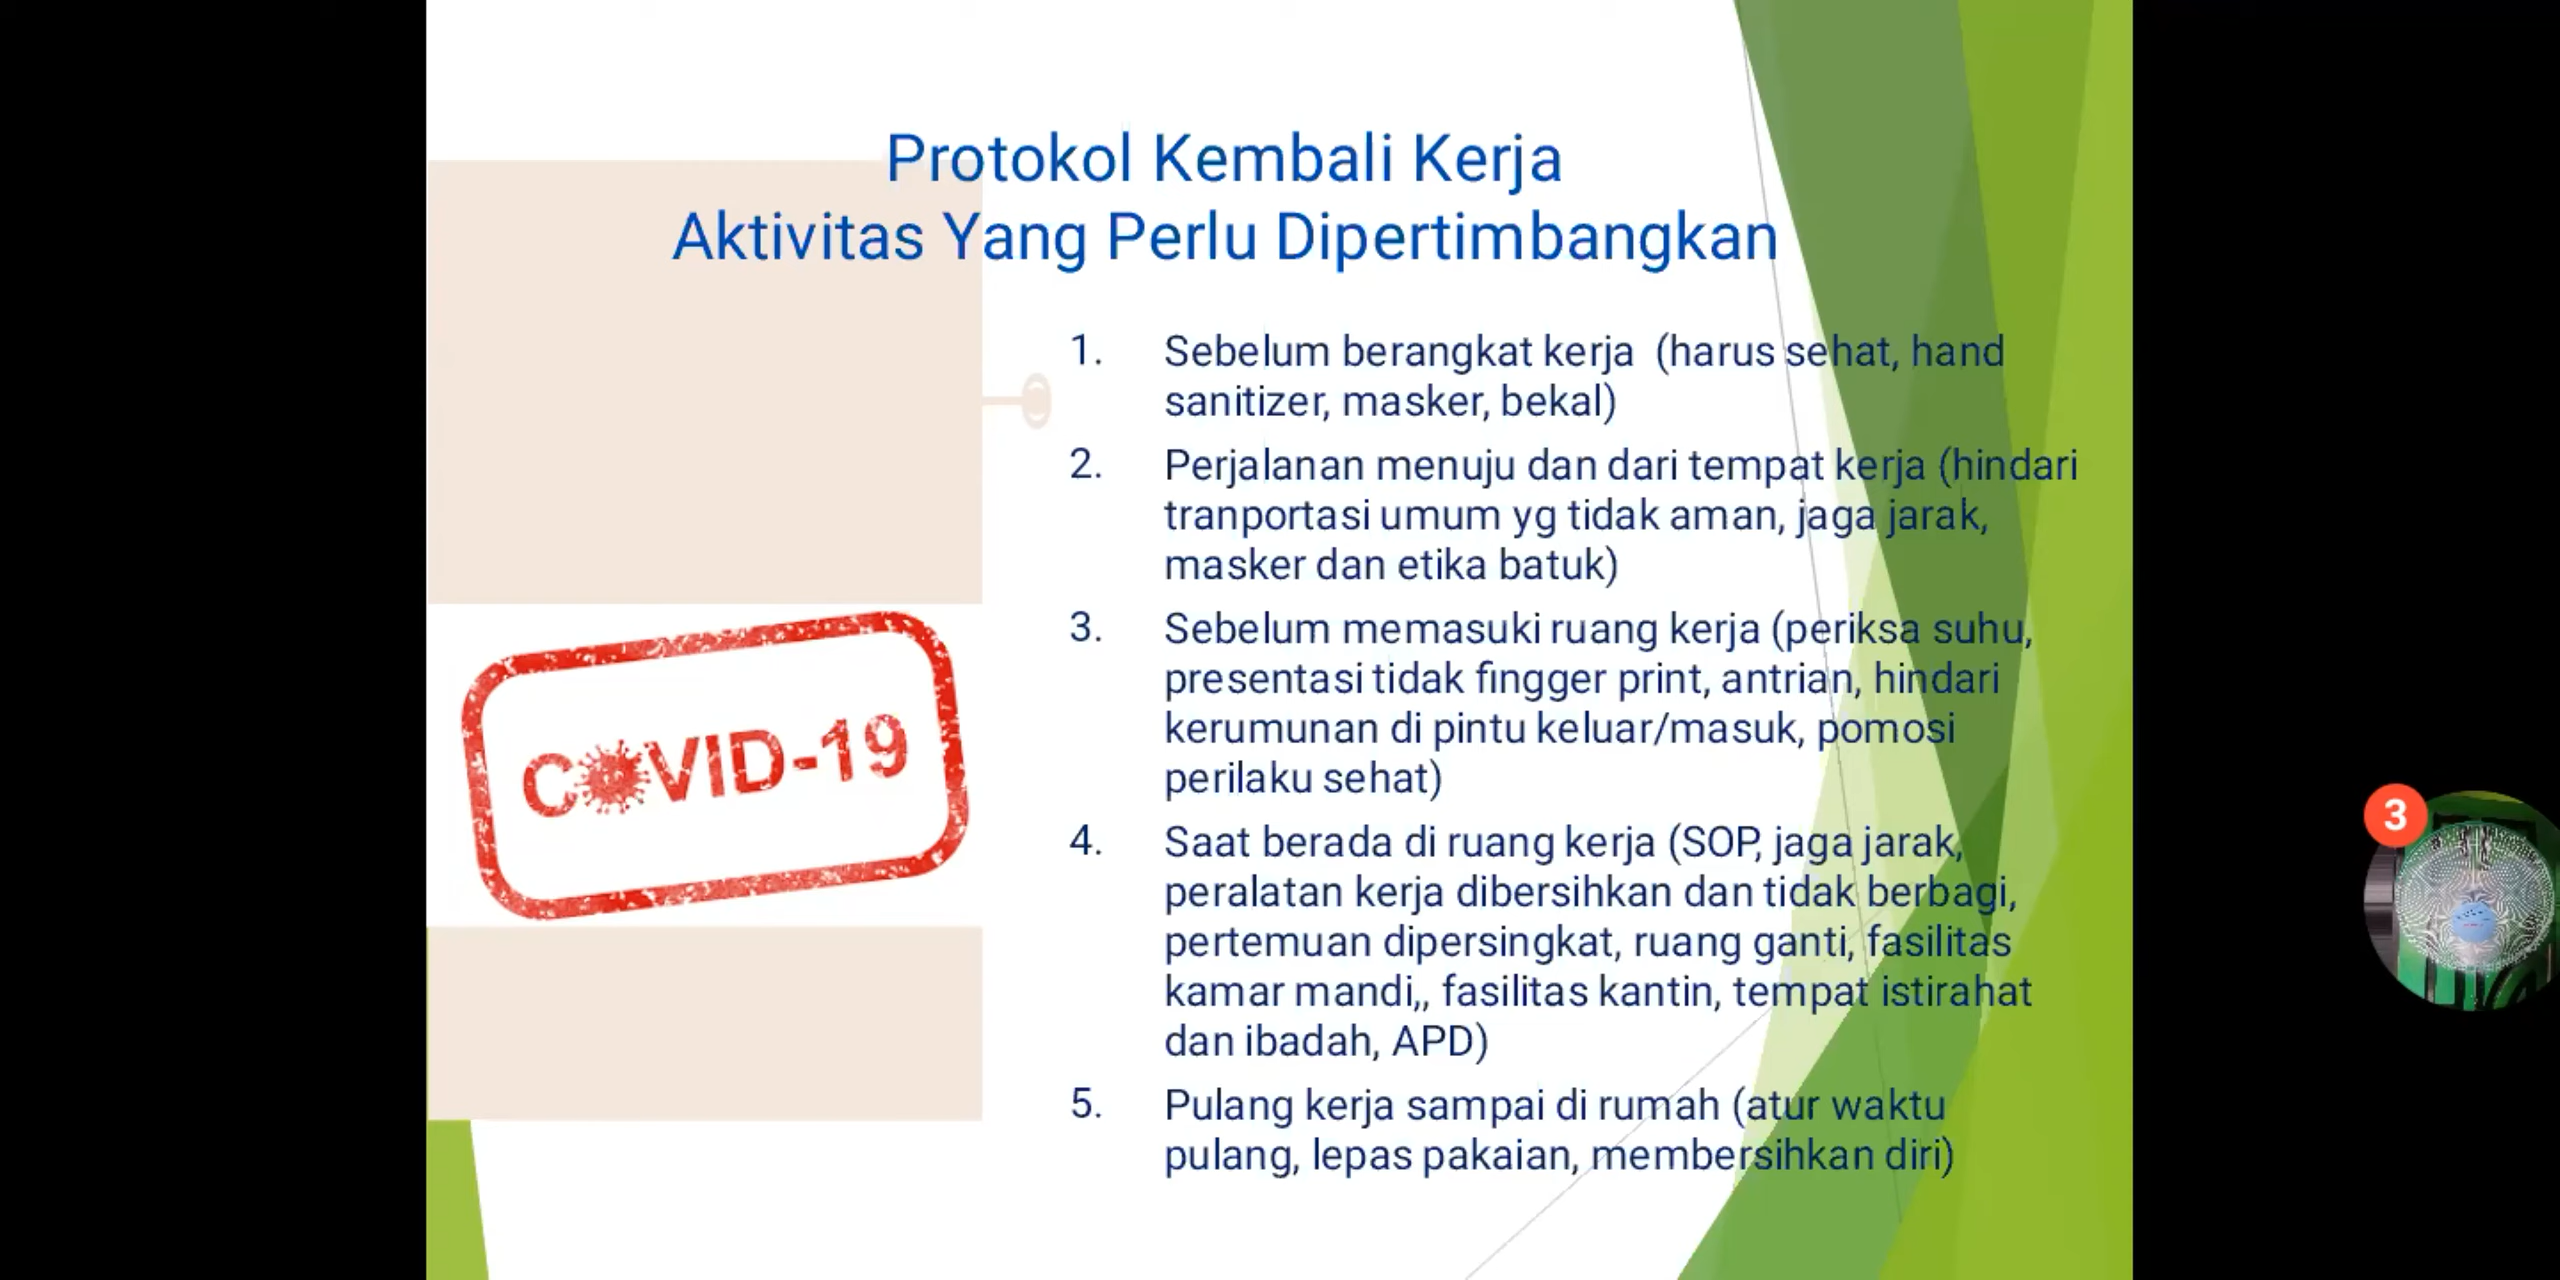 Protokol Kembali Kerja
Aktivitas Yang Perlu Dipertimbangkan
1. Sebelum berangkat kerja (harus sehat, hand
sanitizer, masker, bekal)
2. Perjalanan menuju dan dari tempat kerja (hindari
tranportasi umum yg tidak aman, jaga jarak,
masker dan etika batuk)
3. Sebelum memasuki ruang kerja (periksa suhu,
presentasi tidak fingger print, antrian, hindari
kerumunan di pintu keluar/masuk, pomosi
perilaku sehat)
4. Saat berada di ruang kerja (SOP, jaga jarak,
peralatan kerja dibersihkan dan tidak berbagi,
pertemuan dipersingkat, ruang ganti, fasilitas
kamar mandi,, fasilitas kantin, tempat istirahat
dan ibadah, APD)
5. Pulang kerja sampai di rumah (atur waktu
pulang, lepas pakaian, membersihkan diri)
COVID-19
3